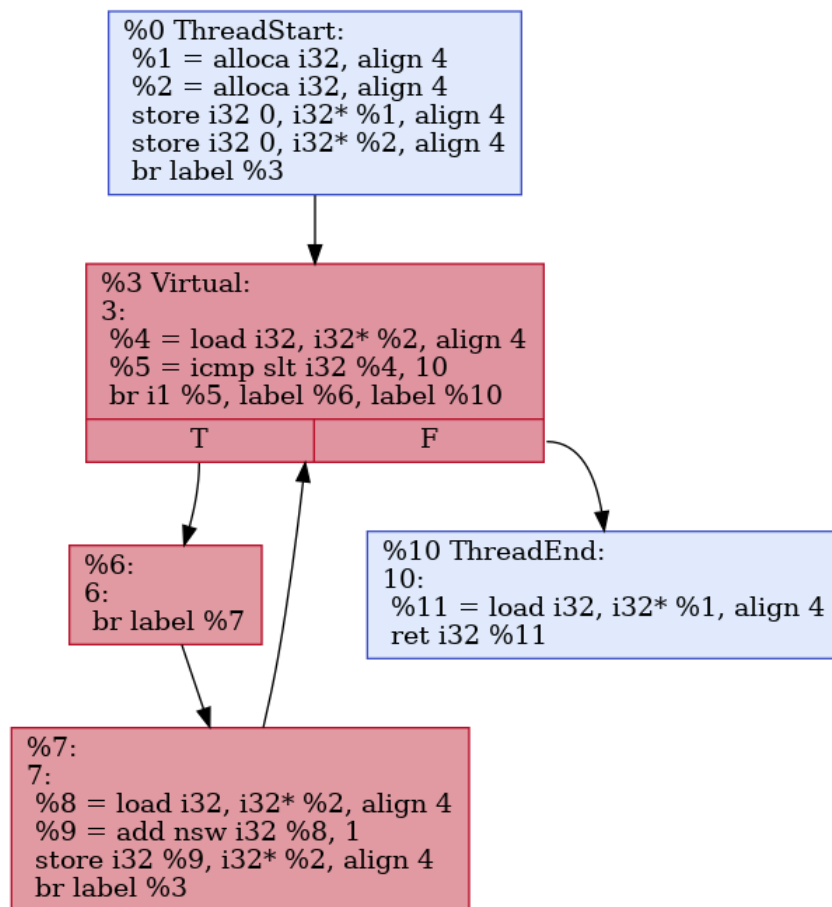 %0 ThreadStart:
%1 = alloca i32, align 4
%2 = alloca i32, align 4
store i32 0, i32* %1, align 4
store i32 0, i32* %2, align 4
br label %3
%3 Virtual:
3:
%4 = load i32, i32* %2, align 4
%5 = icmp slt i32 %4, 10
br i1 %5, label %6, label %10
T
F
%6:
6:
br label %7
%10 ThreadEnd:
10:
%11 = load i32, i32* %1, align 4
ret i32 %11
%7:
7:
%8 = load i32, i32* %2, align 4
%9 = add nsw i32 %8, 1
store i32 %9, i32* %2, align 4
br label %3